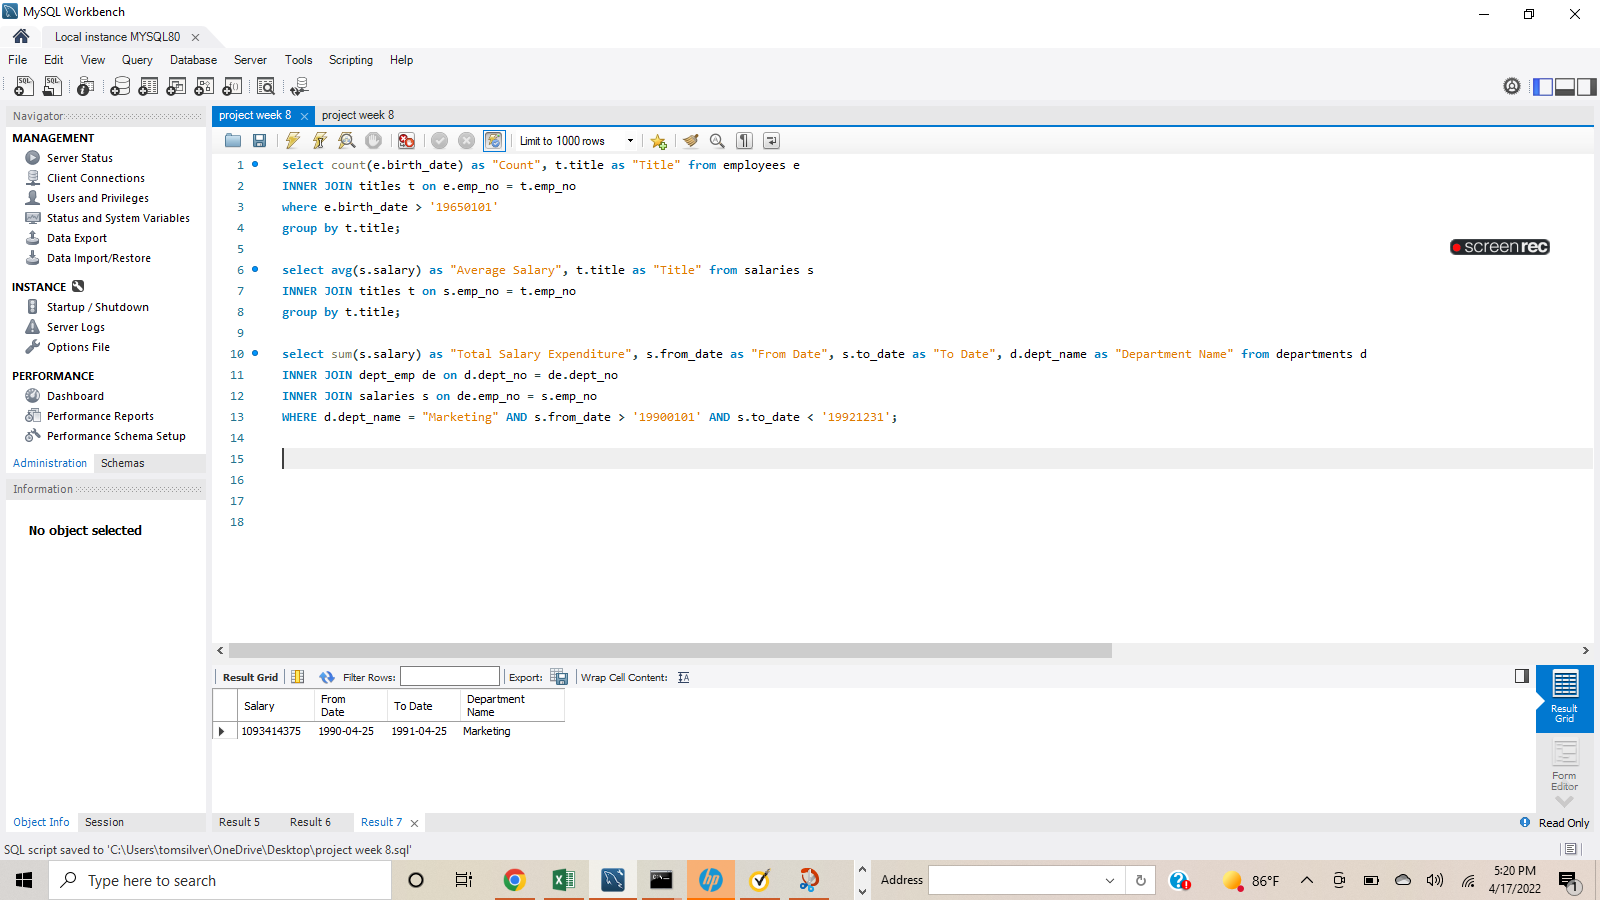 MySQL Workbench
Local instance MYSQL80
File Edit View Query Database Server Tools Scripting Help
Navigator
MANAGEMENT
Server Status
Client Connections
Users and Privileges
Status and System Variables
Data Export
Data Import/Restore
INSTANCE
Startup / Shutdown
Server Logs
Options File
PERFORMANCE
Dashboard
Performance Reports
Performance Schema Setup
Administration Schemas
Information
No object selected
Object Info Session
project week 8 project week 8
Limit to 1000 rows
1 select count(e.birth_date) as "Count", t.title as "Title" from employees e
2 INNER JOIN titles t on e.emp_no = t.emp_no
3 where e.birth_date > '19650101'
4 group by t.title;
5
6 select avg(s.salary) as "Average Salary", t.title as "Title" from salaries s
7 INNER JOIN titles t on s.emp_no = t.emp_no
8 group by t.title;
9
10 select sum(s.salary) as "Total Salary Expenditure", s.from_date as "From Date", s.to_date as "To Date", d.dept_name as "Department Name" from departments d
11 INNER JOIN dept_emp de on d.dept_no = de.dept_no
12 INNER JOIN salaries s on de.emp_no = s.emp_no
13 WHERE d.dept_name = "Marketing" AND s.from_date > '19900101' AND s.to_date < '19921231';
14
15
16
17
18
screenrec
Result Grid Filter Rows: Export: Wrap Cell Content:
Salary From Date To Date Department Name
1093414375 1990-04-25 1991-04-25 Marketing
Result Grid
Form Editor
Result 5 Result 6 Result 7
Read Only
SQL script saved to 'C:\Users\tomsilver\OneDrive\Desktop\project week 8.sql'
Type here to search
Address
86°F
5:20 PM
4/17/2022
1